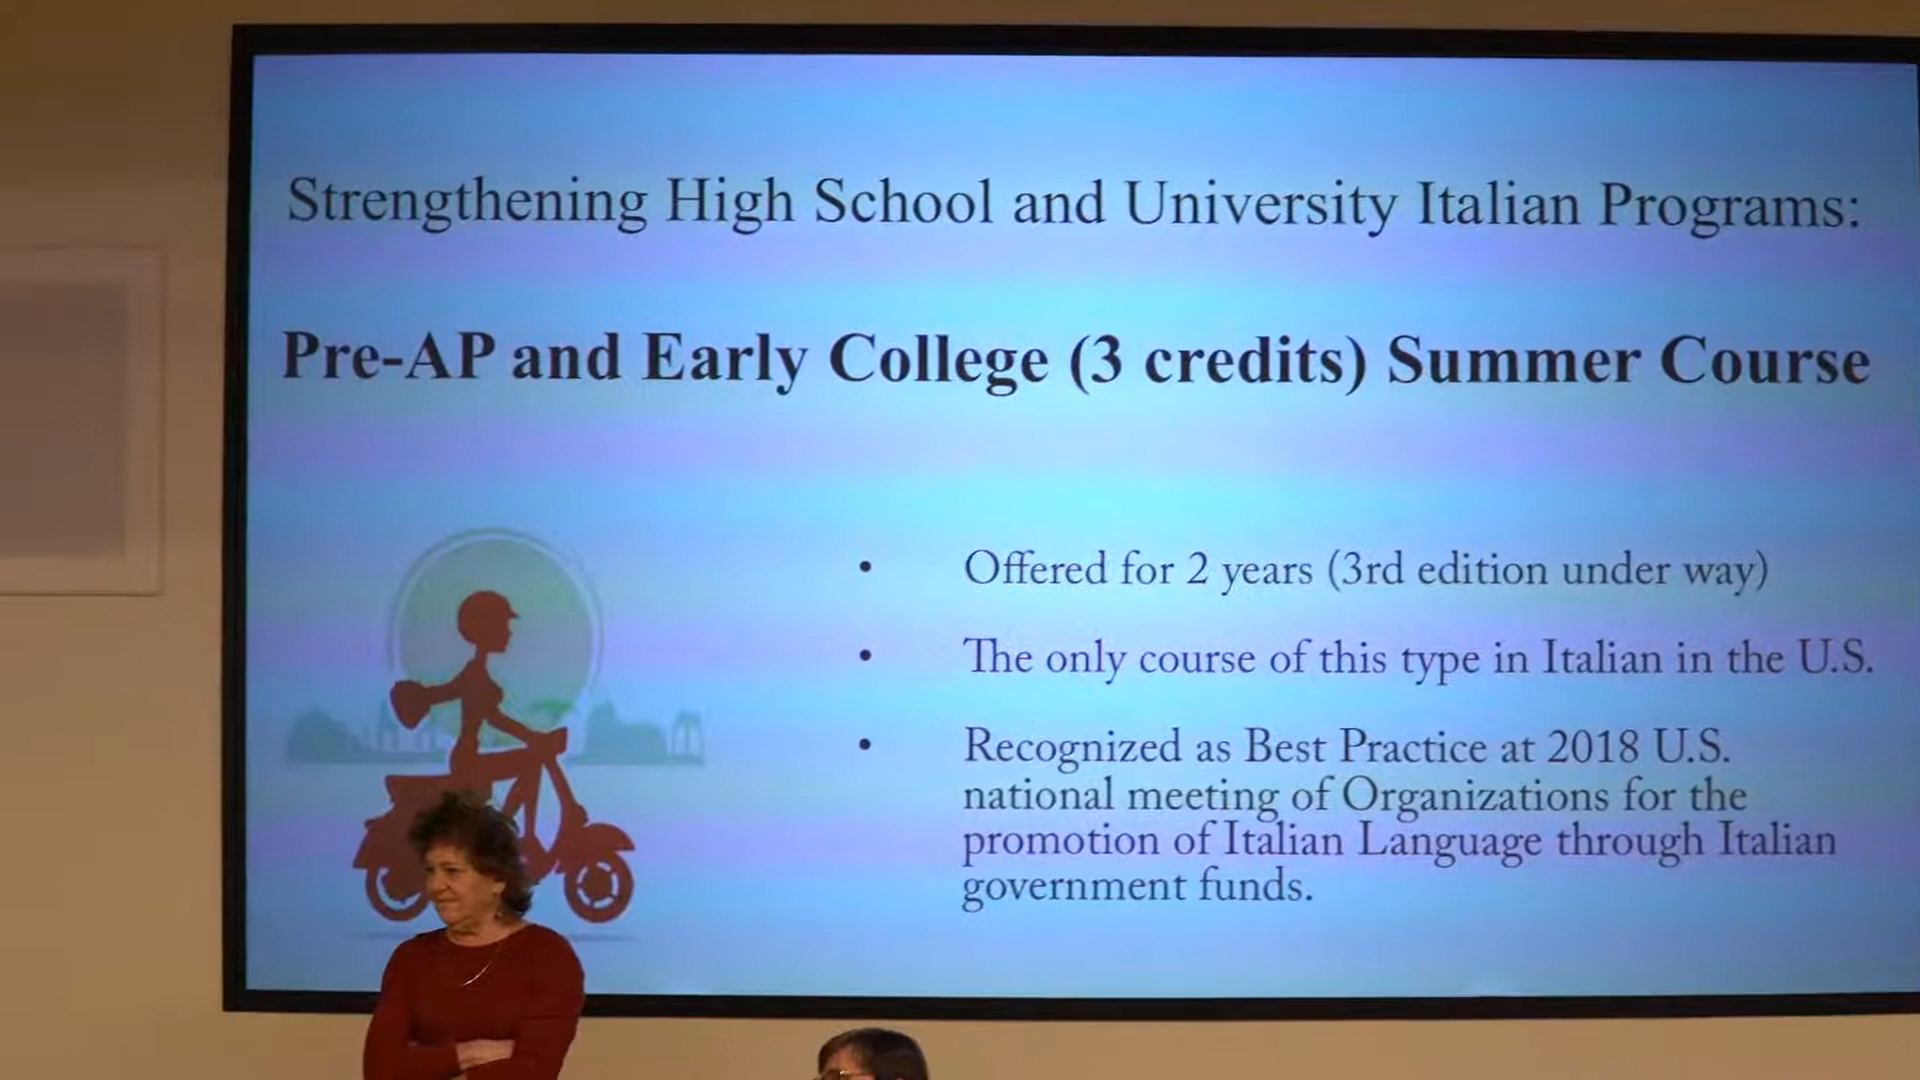 Strengthening High School and University Italian Programs:
Pre-AP and Early College (3 credits) Summer Course
• Offered for 2 years (3rd edition under way)
• The only course of this type in Italian in the U.S.
• Recognized as Best Practice at 2018 U.S.
national meeting of Organizations for the
promotion of Italian Language through Italian
government funds.